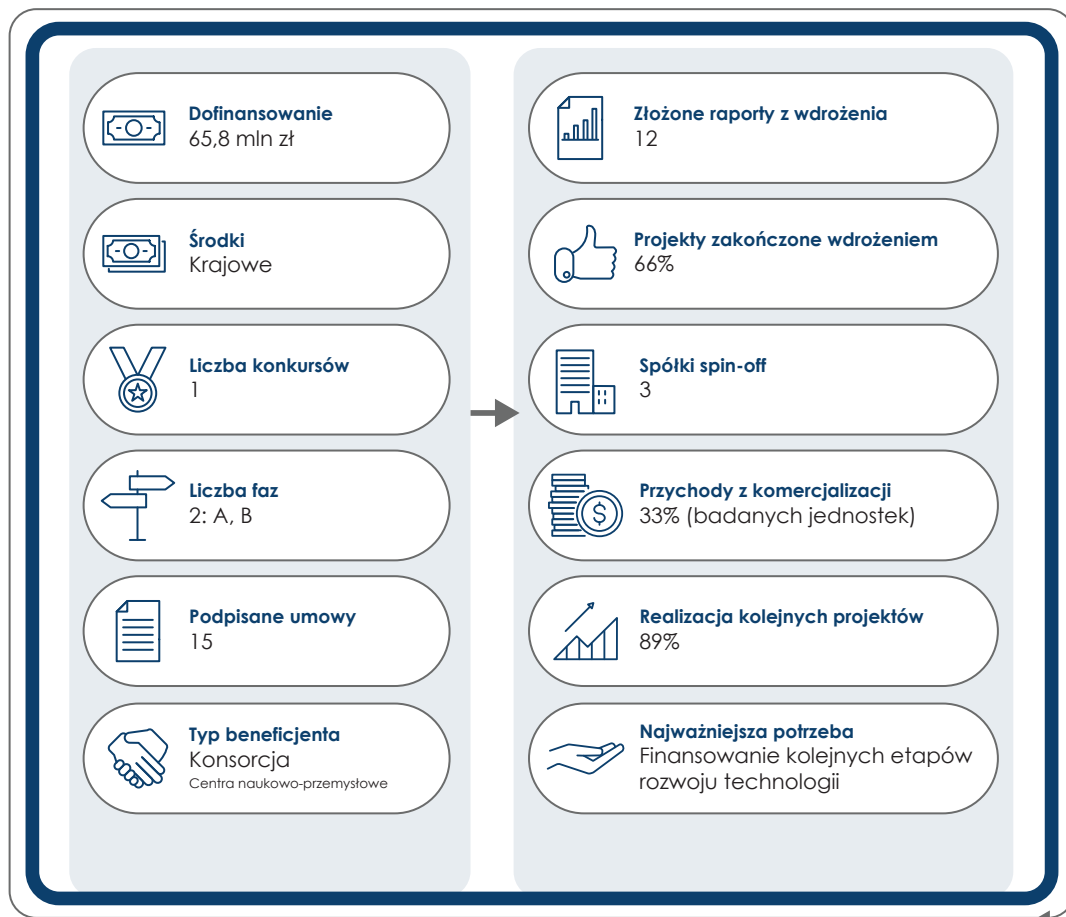 Dofinansowanie
65,8 mln zł
Środki
Krajowe
Liczba konkursów
1
Liczba faz
2: A, B
Podpisane umowy
15
Typ beneficjenta
Konsorcja
Centra naukowo-przemysłowe
Złożone raporty z wdrożenia
12
Projekty zakończone wdrożeniem
66%
Spółki spin-off
3
Przychody z komercjalizacji
$
33% (badanych jednostek)
Realizacja kolejnych projektów
89%
Najważniejsza potrzeba
Finansowanie kolejnych etapów
rozwoju technologii